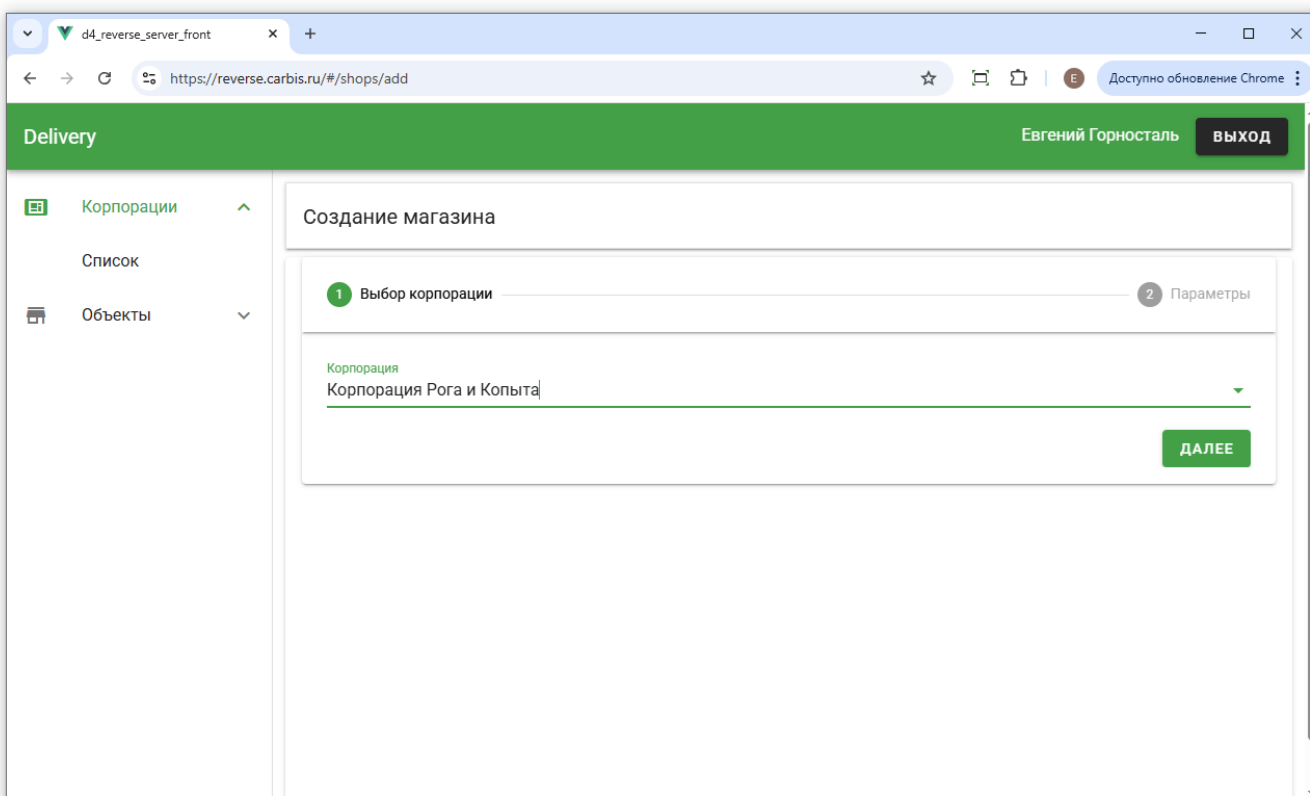 d4_reverse_server_front
https://reverse.carbis.ru/#/shops/add
E
Доступно обновление Chrome
Delivery
Евгений Горносталь
ВЫХОД
Корпорации
Список
Объекты
Создание магазина
1 Выбор корпорации
2 Параметры
Корпорация
Корпорация Рога и Копыта
ДАЛЕЕ